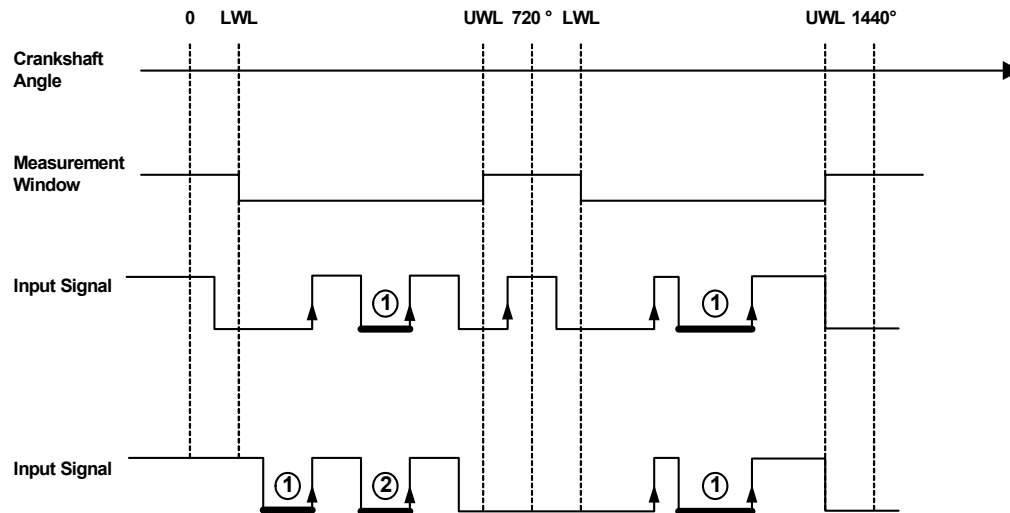 0 LWL UWL 720 ° LWL UWL 1440°
Crankshaft
Angle
Measurement
Window
Input Signal
1 1
Input Signal
1 2 1